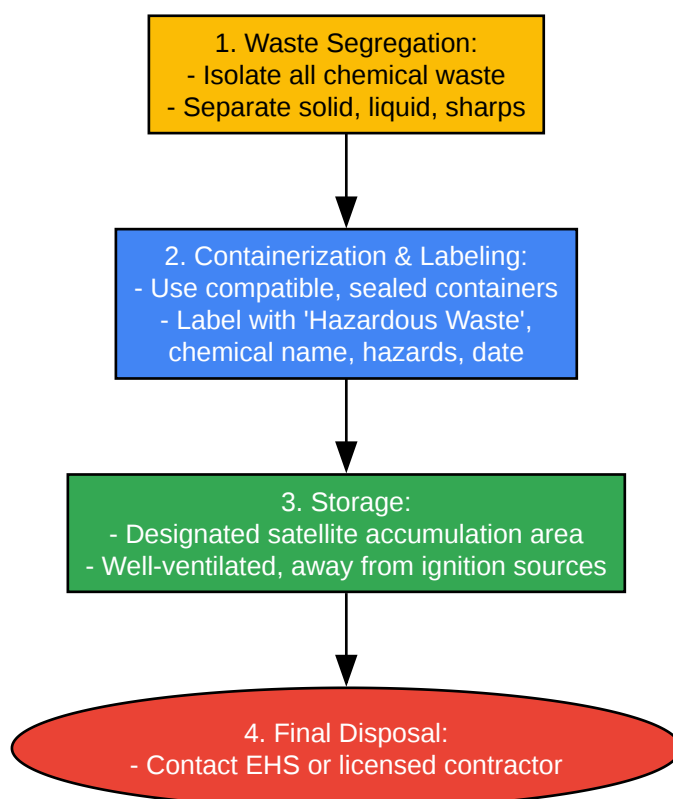 1. Waste Segregation:
- Isolate all chemical waste
- Separate solid, liquid, sharps
2. Containerization & Labeling:
- Use compatible, sealed containers
- Label with 'Hazardous Waste',
chemical name, hazards, date
3. Storage:
- Designated satellite accumulation area
- Well-ventilated, away from ignition sources
4. Final Disposal:
- Contact EHS or licensed contractor